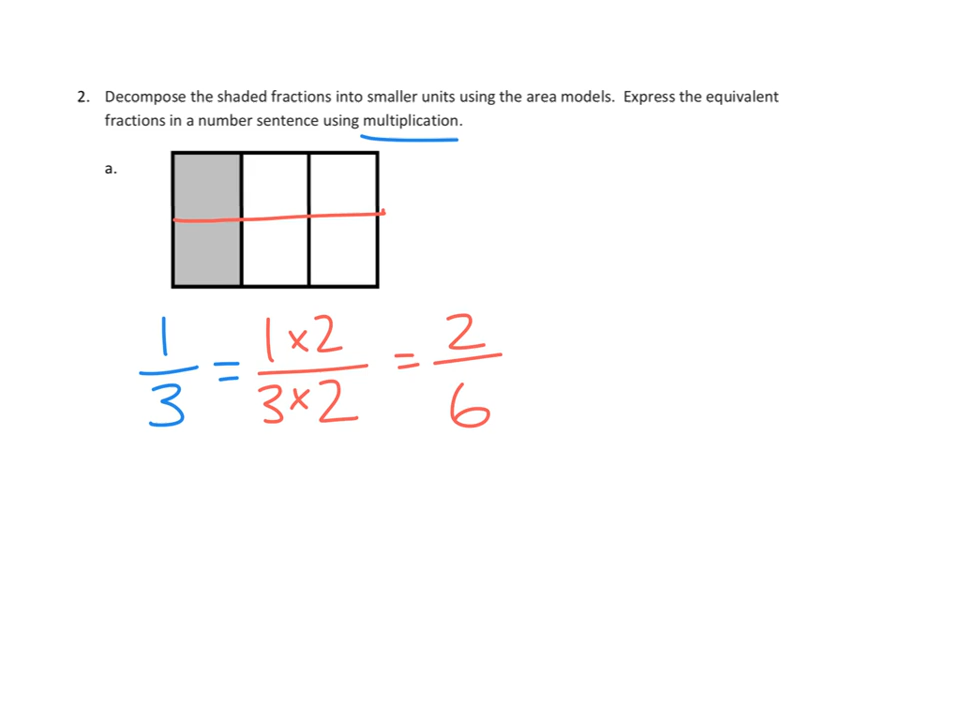 2. Decompose the shaded fractions into smaller units using the area models. Express the equivalent
fractions in a number sentence using multiplication.
a.
1/3 = 1×2/3×2 = 2/6